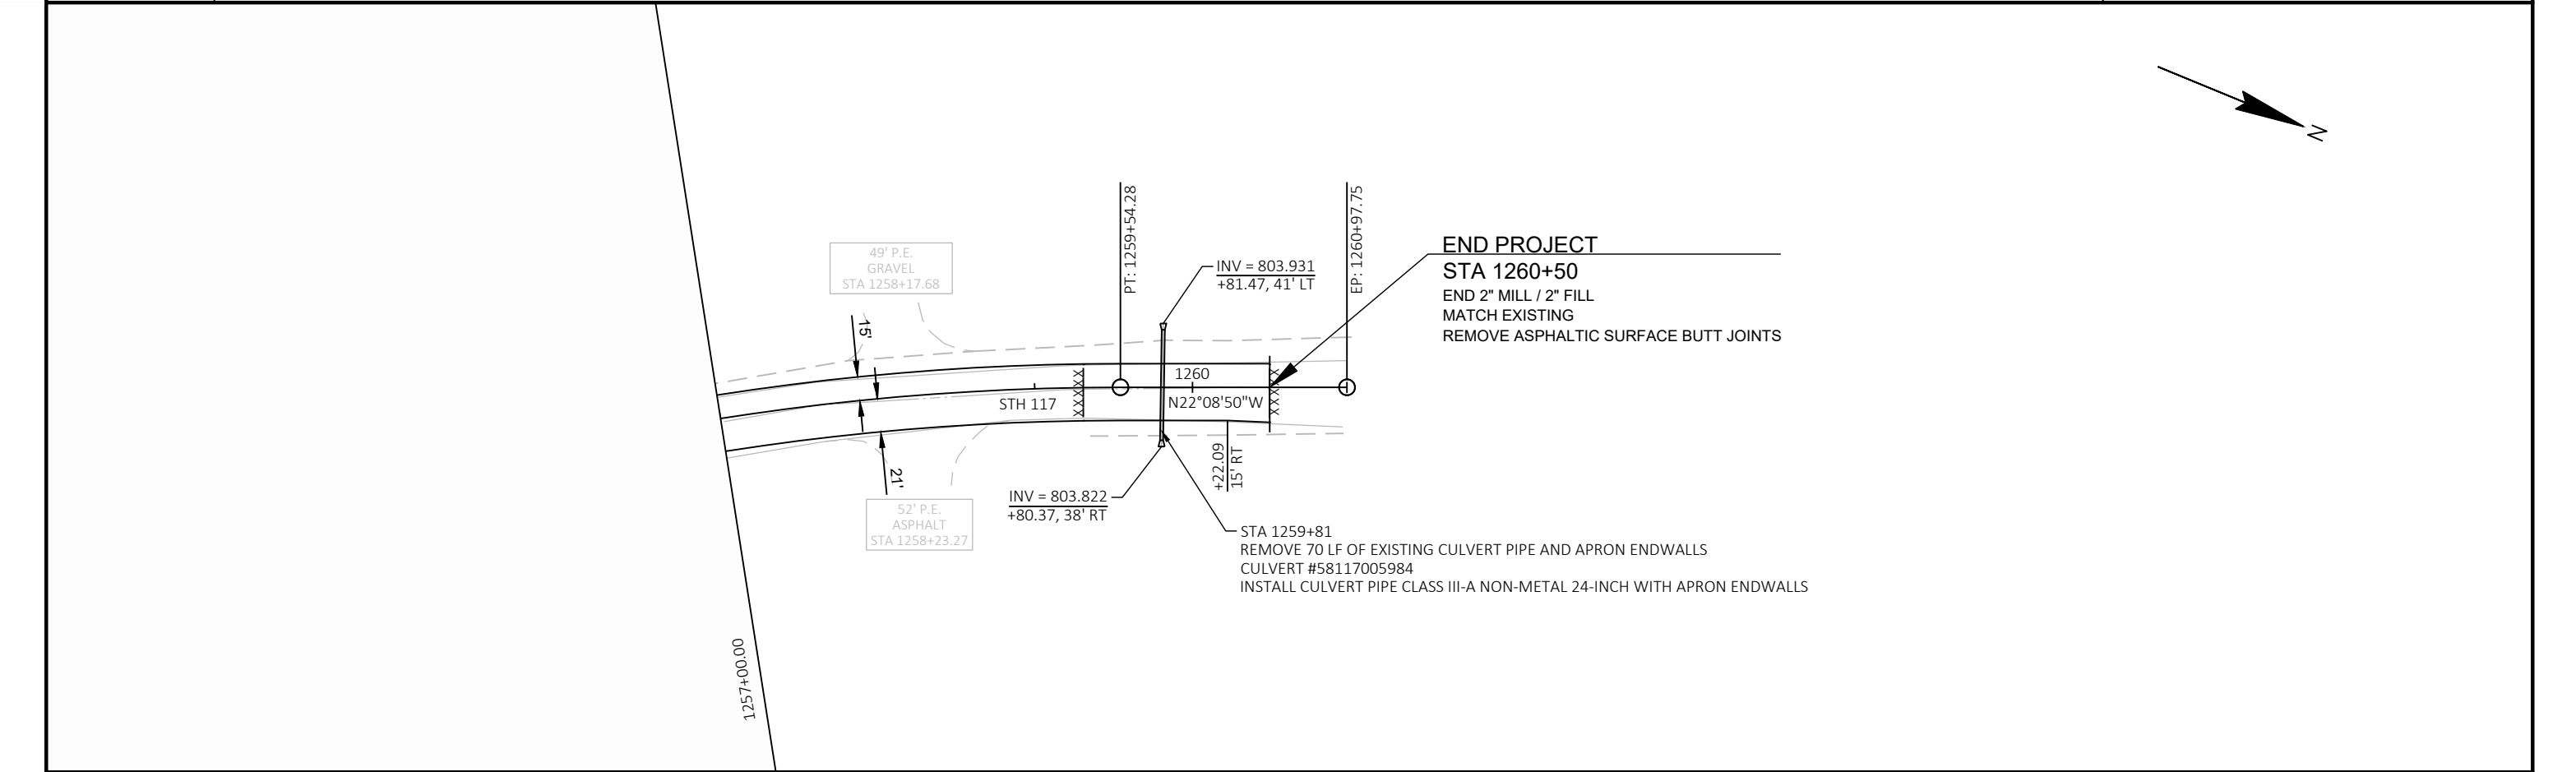 N
PT: 1259+54.28
EP: 1260+97.75
END PROJECT
STA 1260+50
END 2" MILL / 2" FILL
MATCH EXISTING
REMOVE ASPHALTIC SURFACE BUTT JOINTS
49' P.E.
GRAVEL
STA 1258+17.68
INV = 803.931
+81.47, 41' LT
15'
1260
STH 117
N22°08'50"W
21'
+22.09
15' RT
INV = 803.822
+80.37, 38' RT
52' P.E.
ASPHALT
STA 1258+23.27
STA 1259+81
REMOVE 70 LF OF EXISTING CULVERT PIPE AND APRON ENDWALLS
CULVERT #58117005984
INSTALL CULVERT PIPE CLASS III-A NON-METAL 24-INCH WITH APRON ENDWALLS
1257+00.00